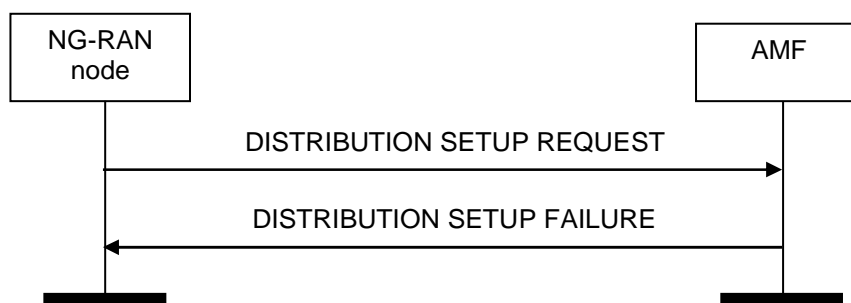 NG-RAN
node
AMF
DISTRIBUTION SETUP REQUEST
DISTRIBUTION SETUP FAILURE